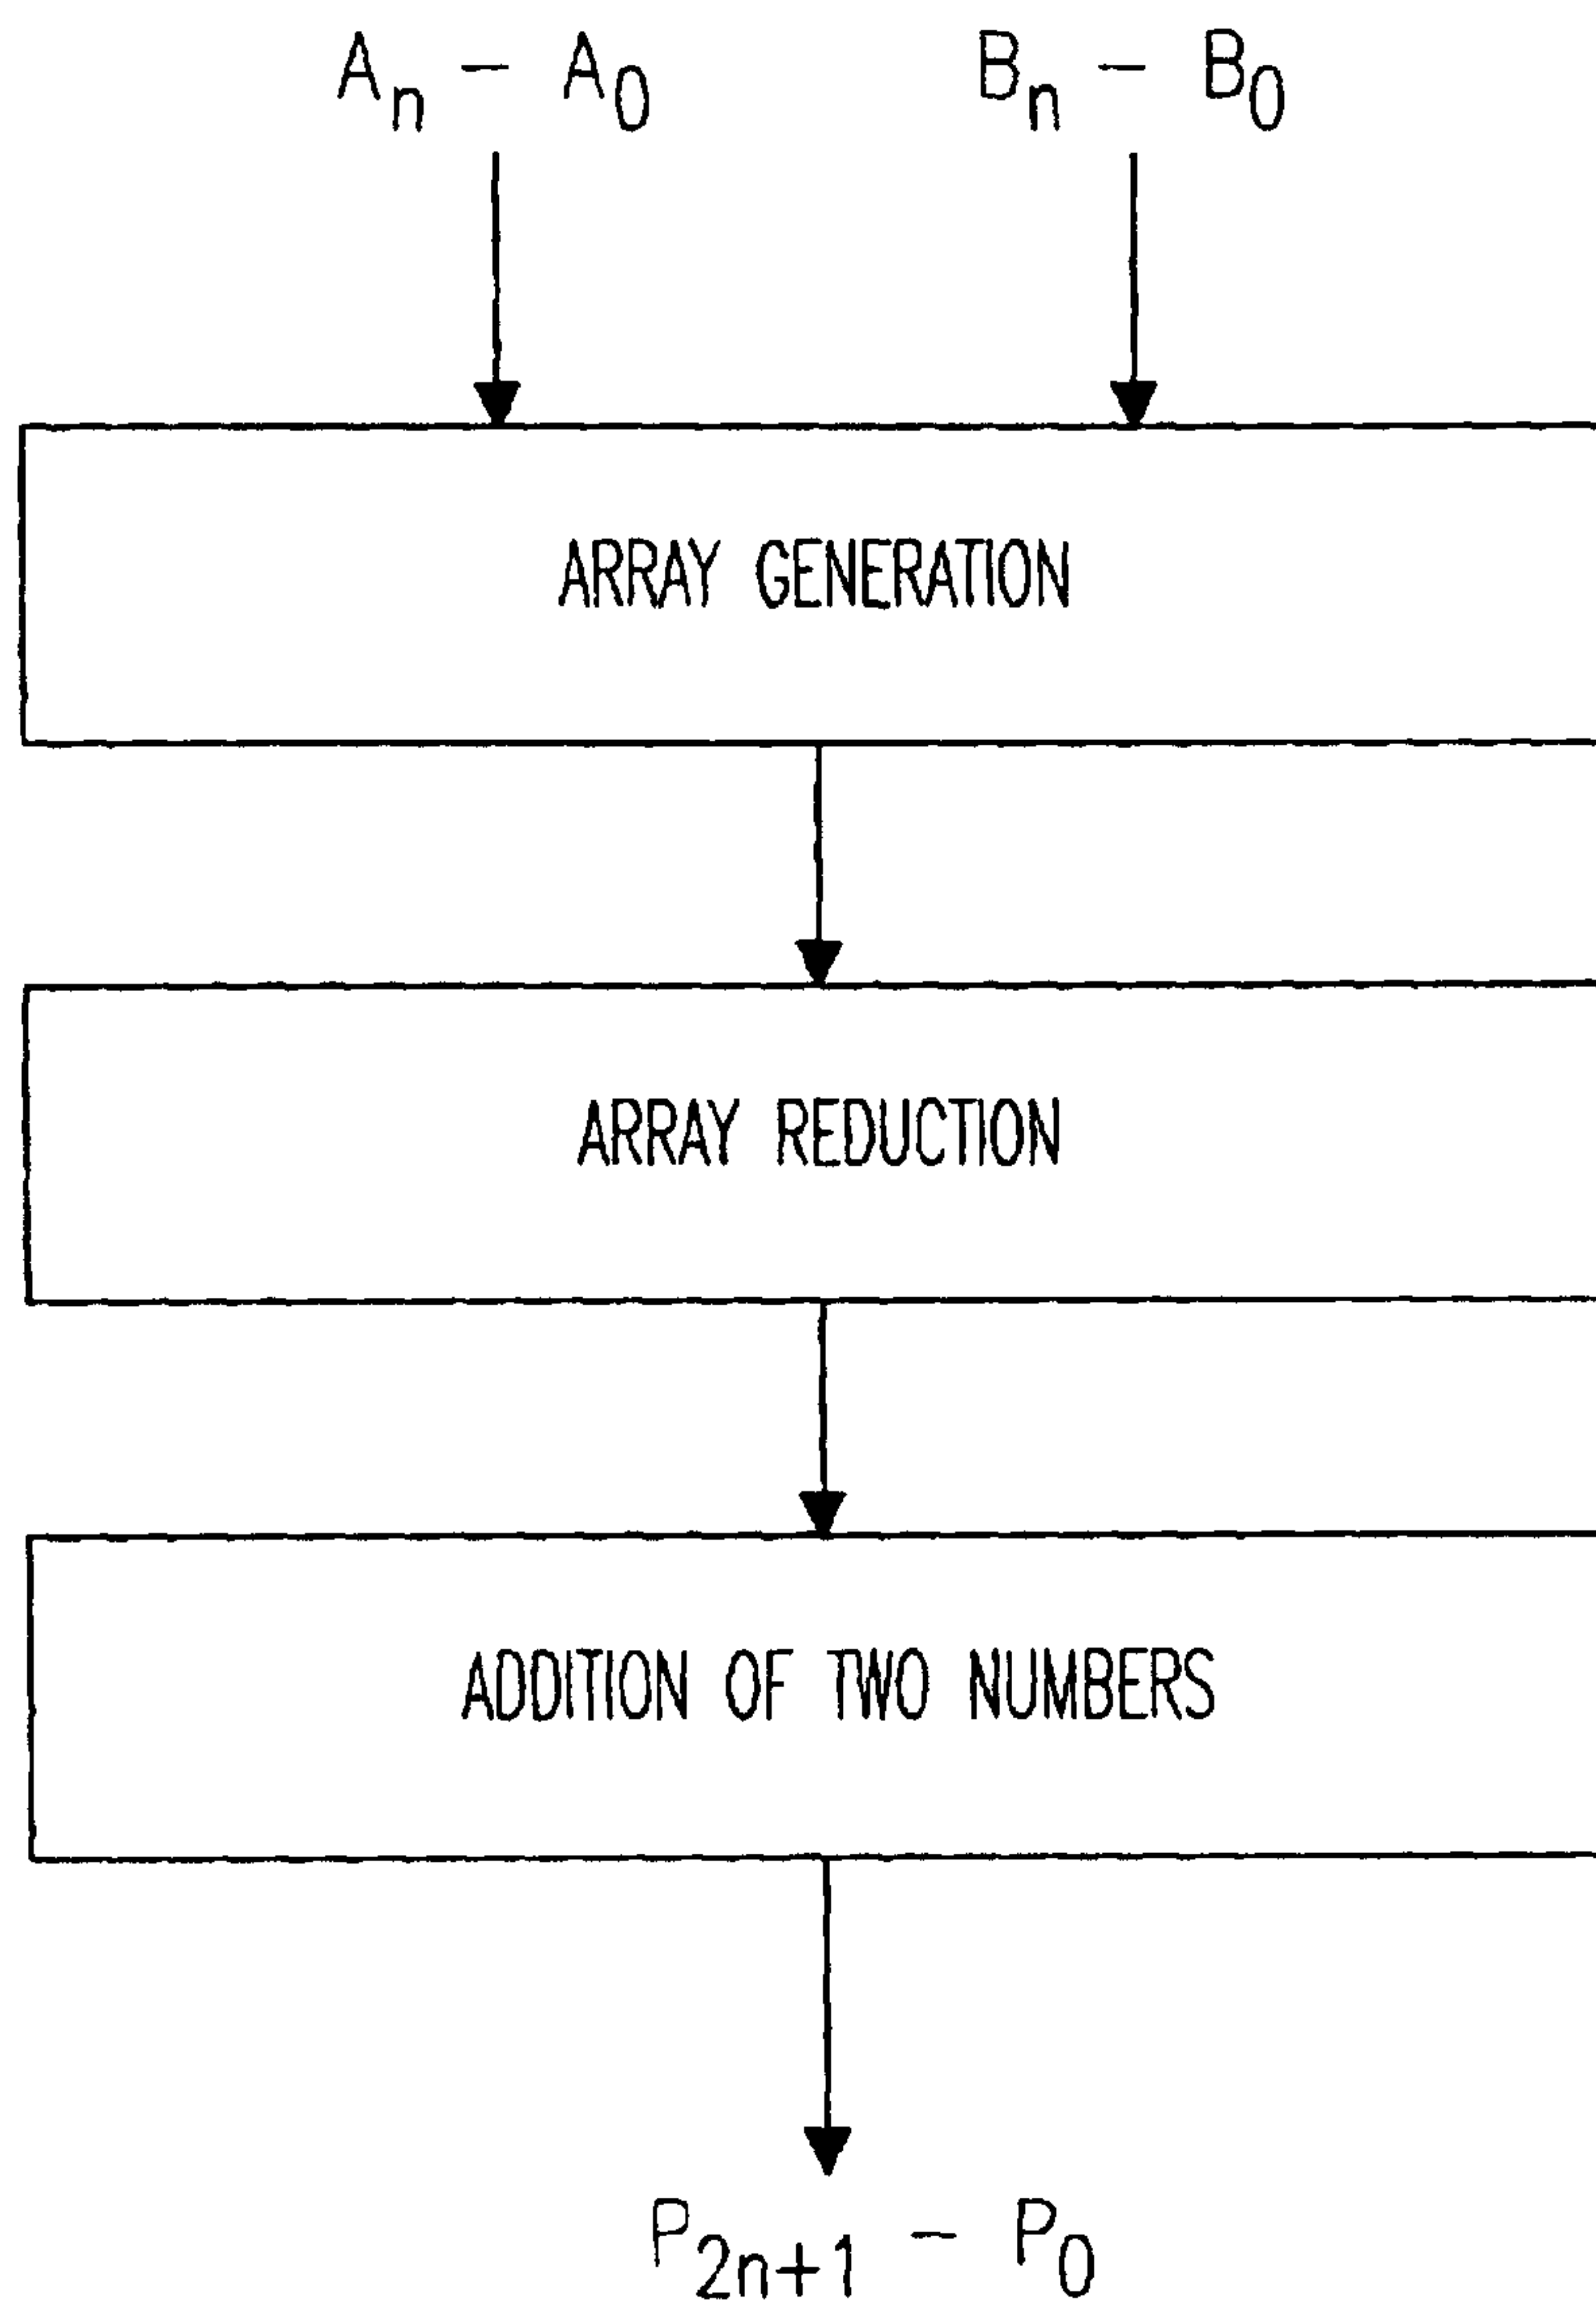 Aₙ – A₀ Bₙ – B₀
ARRAY GENERATION
ARRAY REDUCTION
ADDITION OF TWO NUMBERS
P₂ₙ₊₁ – P₀